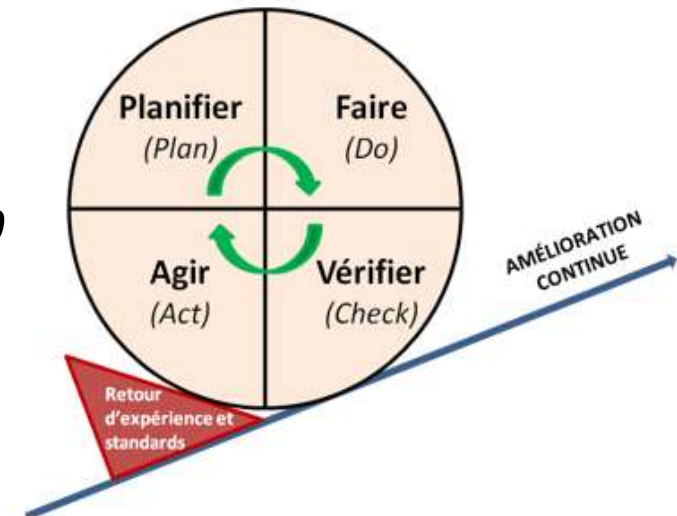 Planifier
(Plan)
Faire
(Do)
Agir
(Act)
Vérifier
(Check)
AMÉLIORATION
CONTINUE
Retour
d'expérience et
standards